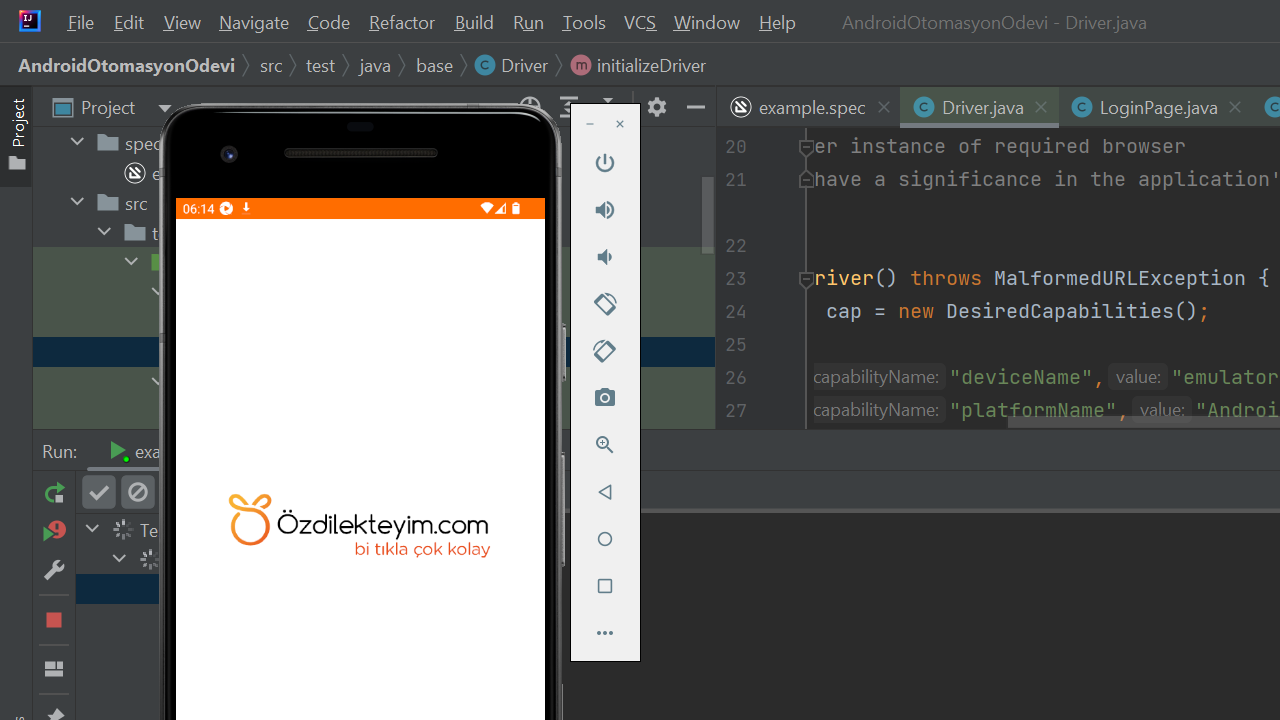 File Edit View Navigate Code Refactor Build Run Tools VCS Window Help AndroidOtomasyonOdevi - Driver.java
AndroidOtomasyonOdevi src test java base Driver initializeDriver
Project
Project
example.spec Driver.java LoginPage.java
spec
src
20 er instance of required browser
21 have a significance in the application'
22
23 river() throws MalformedURLException {
24 cap = new DesiredCapabilities();
25
26 capabilityName: "deviceName", value: "emulator
27 capabilityName: "platformName", value: "Androi
06:14
Özdilekteyim.com
bi tıkla çok kolay
Run: exa
Te